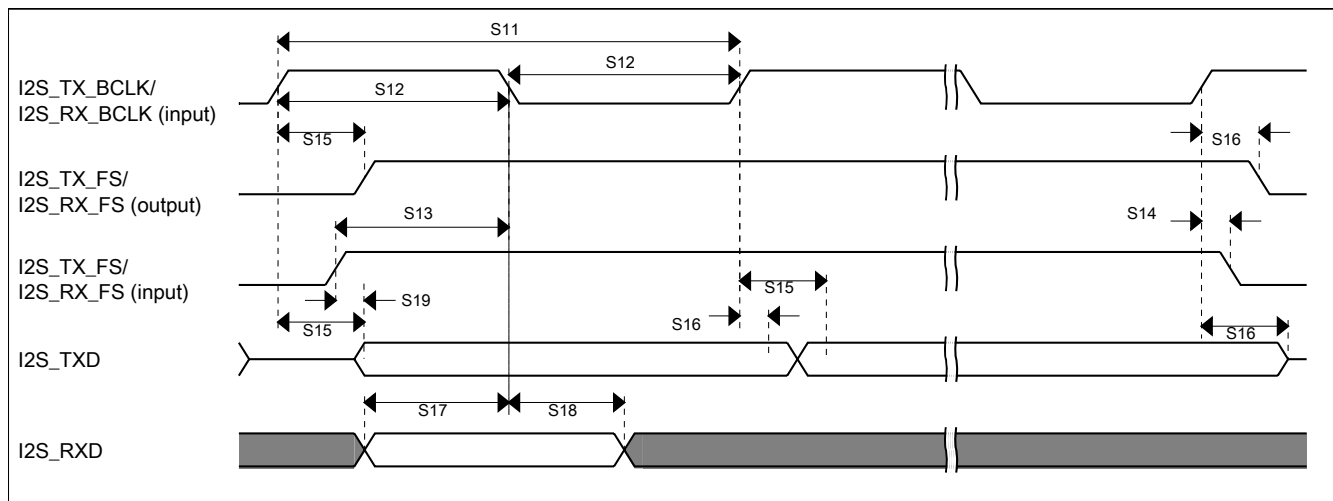 S11
S12
I2S_TX_BCLK/
I2S_RX_BCLK (input)
S12
S15
S16
I2S_TX_FS/
I2S_RX_FS (output)
S13
S14
I2S_TX_FS/
I2S_RX_FS (input)
S19
S15
S15
S16
S16
I2S_TXD
S17
S18
I2S_RXD